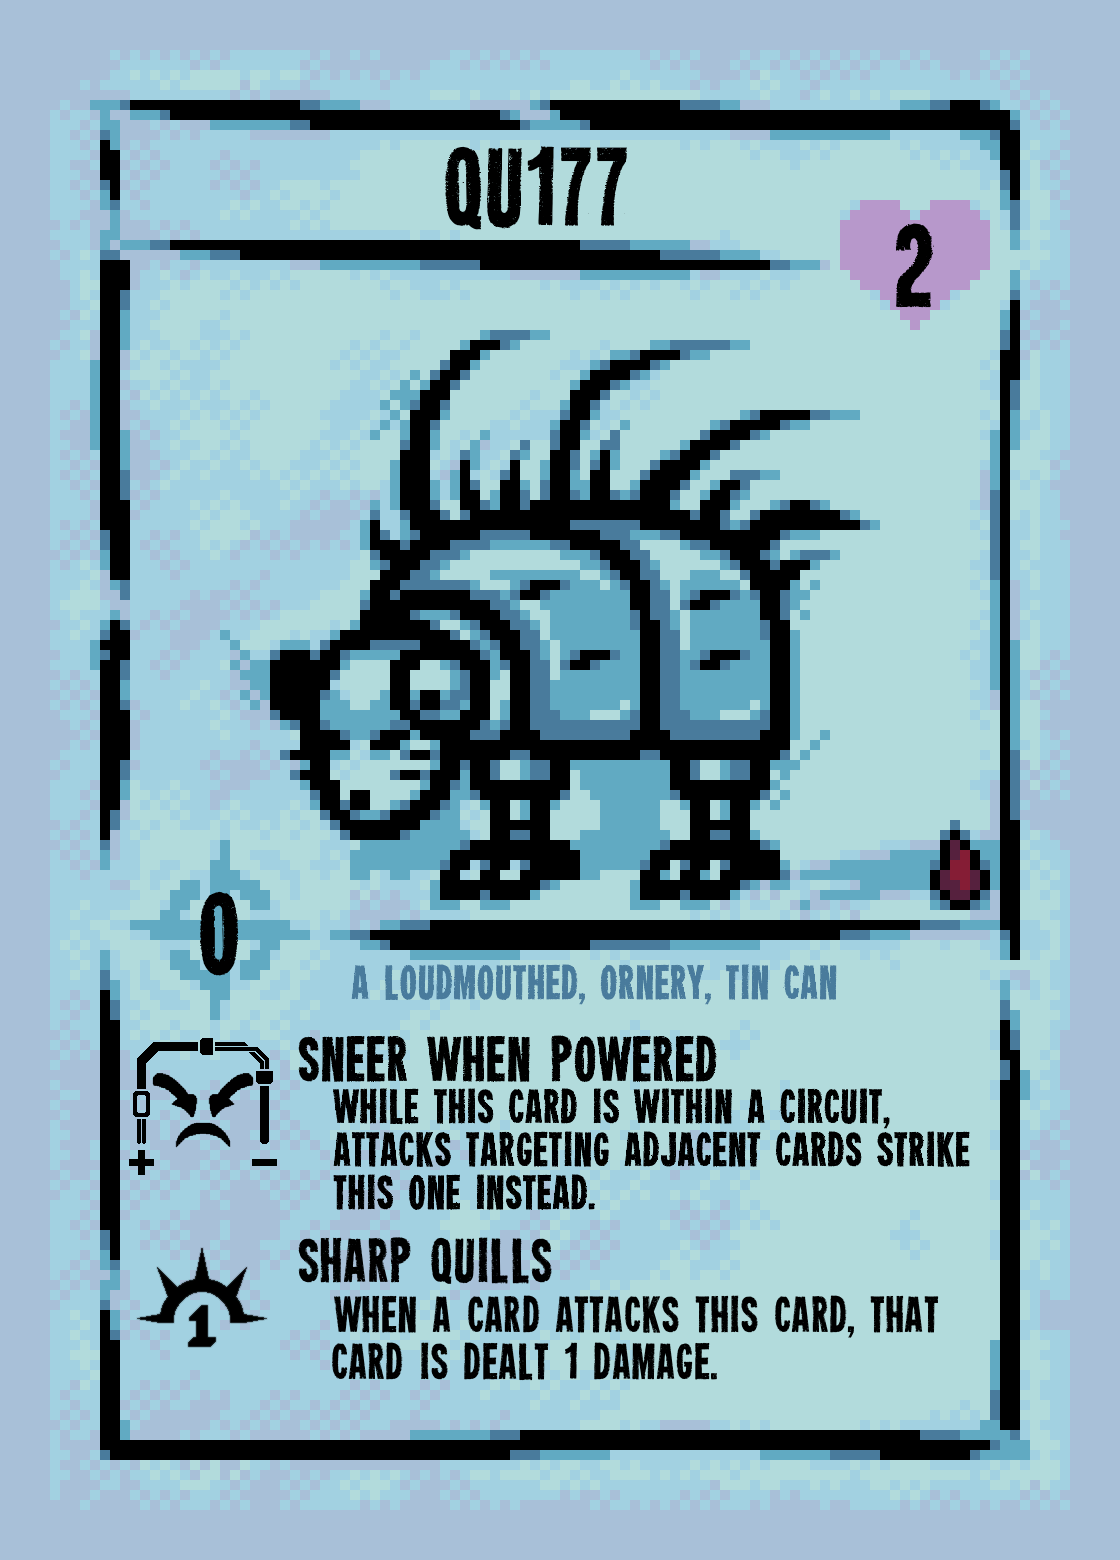 QU177
2
0
A LOUDMOUTHED, ORNERY, TIN CAN
SNEER WHEN POWERED
WHILE THIS CARD IS WITHIN A CIRCUIT,
ATTACKS TARGETING ADJACENT CARDS STRIKE
THIS ONE INSTEAD.
+ −
SHARP QUILLS
1
WHEN A CARD ATTACKS THIS CARD, THAT
CARD IS DEALT 1 DAMAGE.